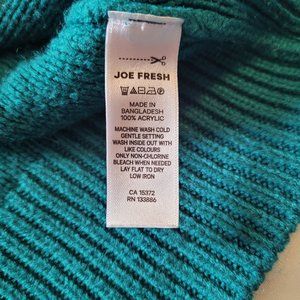 JOE FRESH
MADE IN
BANGLADESH
100% ACRYLIC
MACHINE WASH COLD
GENTLE SETTING
WASH INSIDE OUT WITH
LIKE COLOURS
ONLY NON-CHLORINE
BLEACH WHEN NEEDED
LAY FLAT TO DRY
LOW IRON
CA 15372
RN 133886